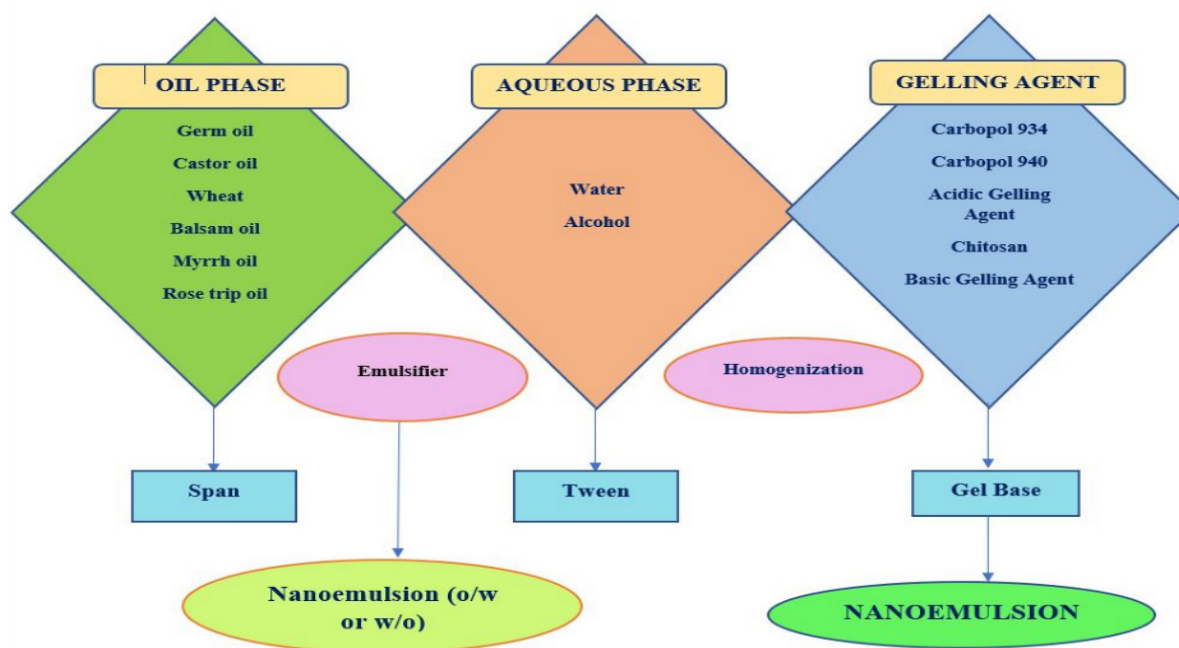 OIL PHASE
Germ oil
Castor oil
Wheat
Balsam oil
Myrrh oil
Rose trip oil
AQUEOUS PHASE
Water
Alcohol
GELLING AGENT
Carbopol 934
Carbopol 940
Acidic Gelling
Agent
Chitosan
Basic Gelling Agent
Emulsifier
Homogenization
Span
Tween
Gel Base
Nanoemulsion (o/w
or w/o)
NANOEMULSION